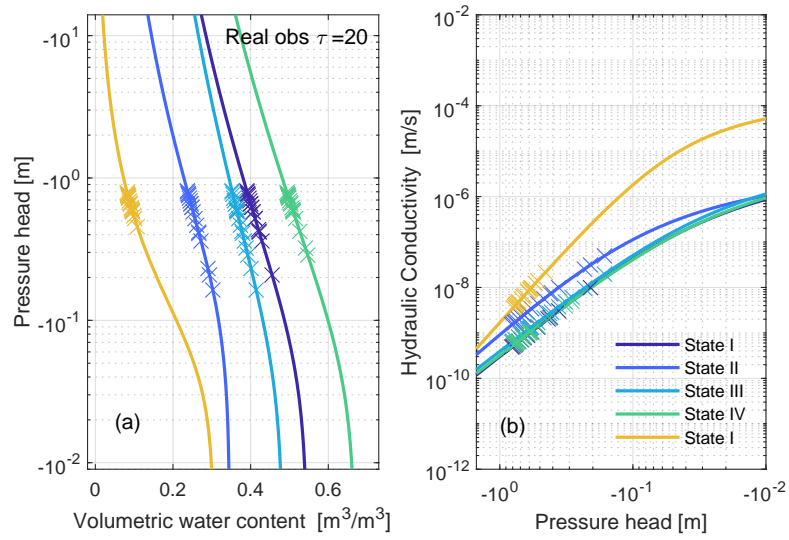 Real obs τ =20
-10¹
-10⁰
-10⁻¹
-10⁻²
Pressure head [m]
(a)
0
0.2
0.4
0.6
Volumetric water content [m³/m³]
10⁻²
10⁻⁴
10⁻⁶
10⁻⁸
10⁻¹⁰
10⁻¹²
Hydraulic Conductivity [m/s]
State I
State II
State III
State IV
State I
(b)
-10⁰
-10⁻¹
-10⁻²
Pressure head [m]